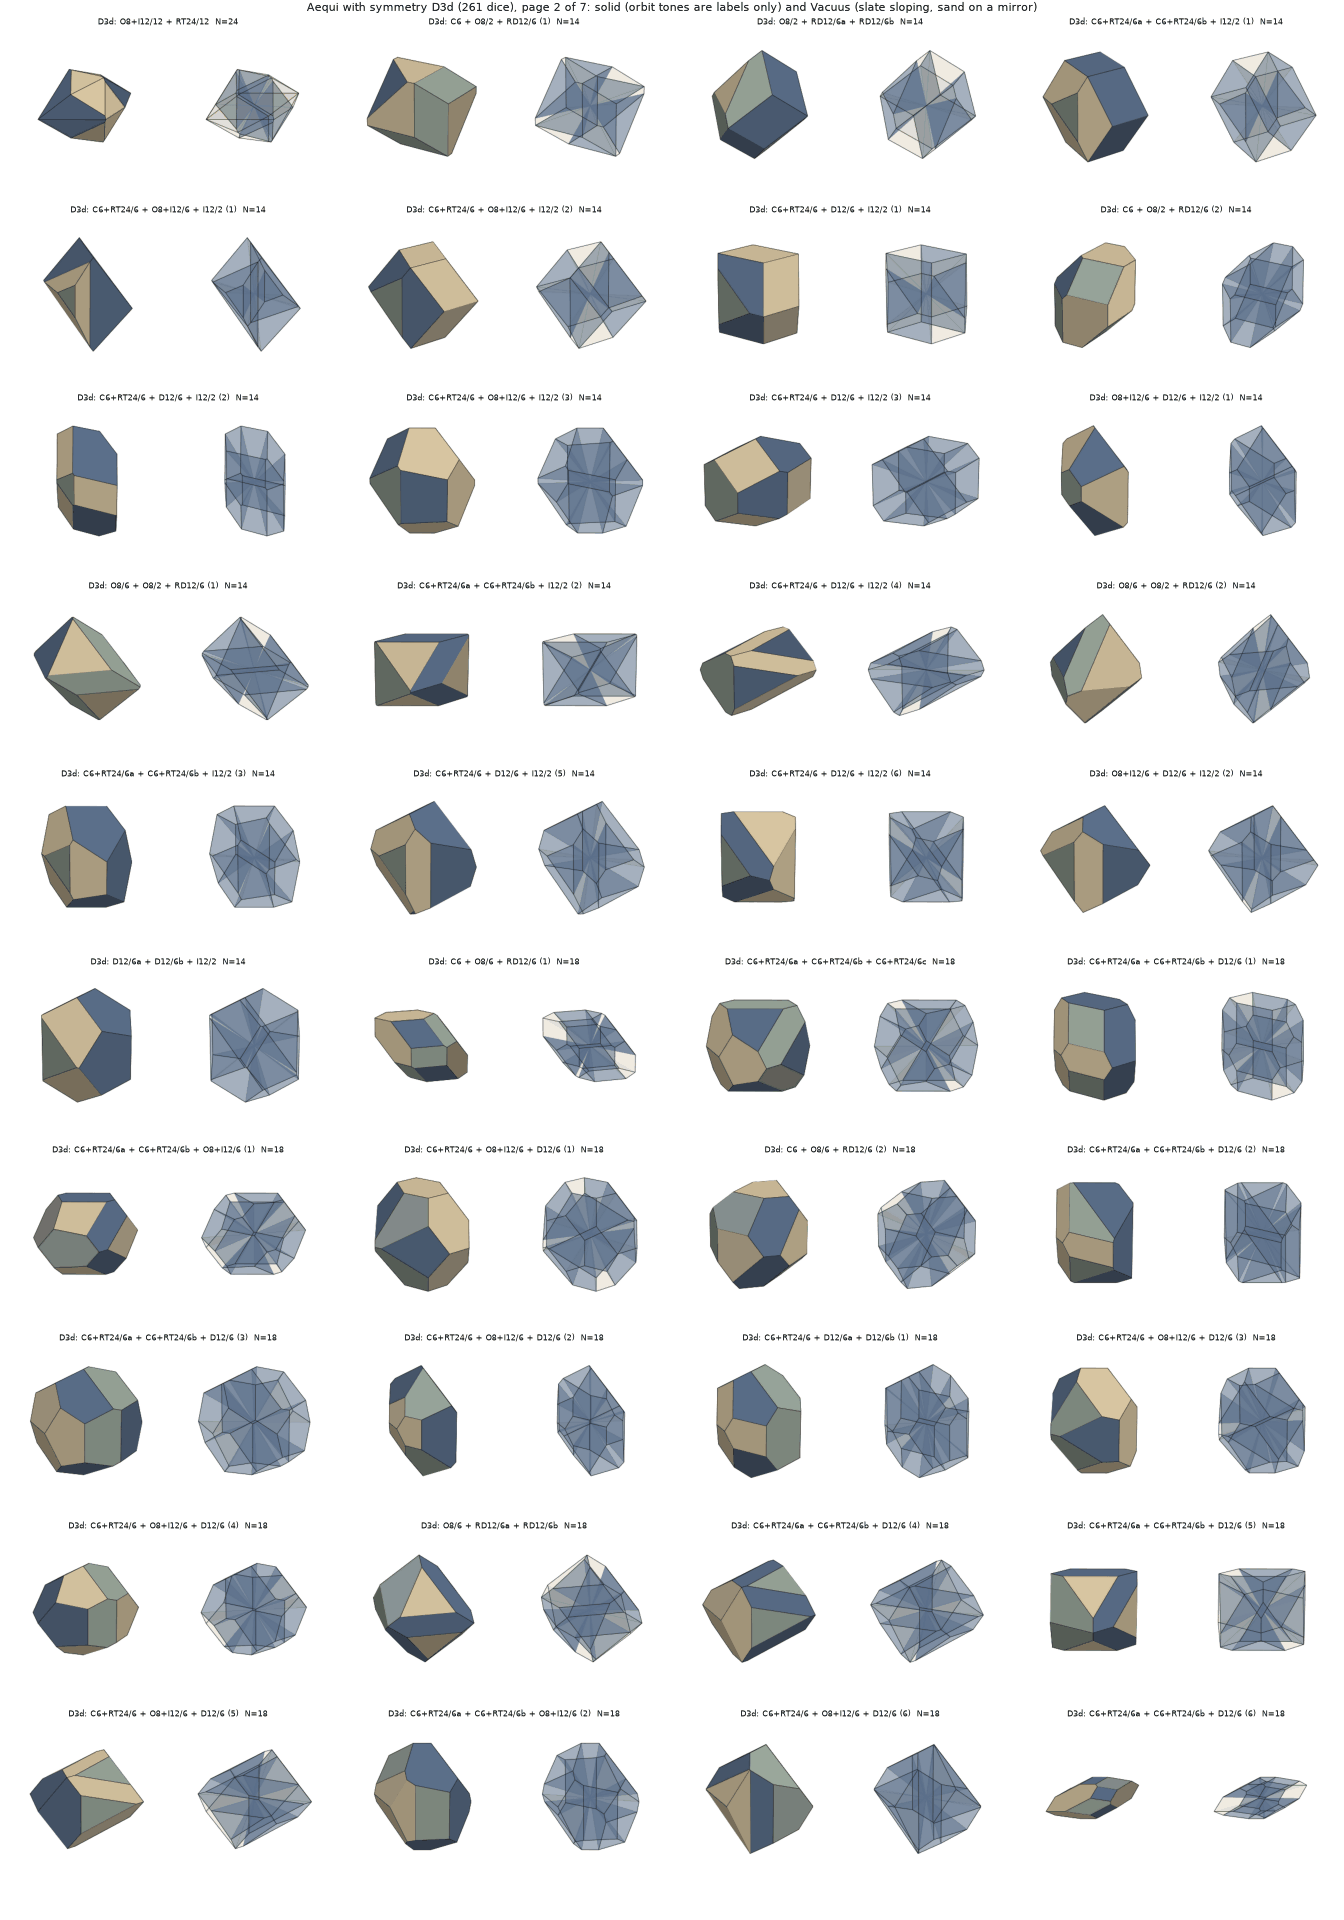 Aequi with symmetry D3d (261 dice), page 2 of 7: solid (orbit tones are labels only) and Vacuus (slate sloping, sand on a mirror)
D3d: O8+I12/12 + RT24/12  N=24
D3d: C6 + O8/2 + RD12/6 (1)  N=14
D3d: O8/2 + RD12/6a + RD12/6b  N=14
D3d: C6+RT24/6a + C6+RT24/6b + I12/2 (1)  N=14
D3d: C6+RT24/6 + O8+I12/6 + I12/2 (1)  N=14
D3d: C6+RT24/6 + O8+I12/6 + I12/2 (2)  N=14
D3d: C6+RT24/6 + D12/6 + I12/2 (1)  N=14
D3d: C6 + O8/2 + RD12/6 (2)  N=14
D3d: C6+RT24/6 + D12/6 + I12/2 (2)  N=14
D3d: C6+RT24/6 + O8+I12/6 + I12/2 (3)  N=14
D3d: C6+RT24/6 + D12/6 + I12/2 (3)  N=14
D3d: O8+I12/6 + D12/6 + I12/2 (1)  N=14
D3d: O8/6 + O8/2 + RD12/6 (1)  N=14
D3d: C6+RT24/6a + C6+RT24/6b + I12/2 (2)  N=14
D3d: C6+RT24/6 + D12/6 + I12/2 (4)  N=14
D3d: O8/6 + O8/2 + RD12/6 (2)  N=14
D3d: C6+RT24/6a + C6+RT24/6b + I12/2 (3)  N=14
D3d: C6+RT24/6 + D12/6 + I12/2 (5)  N=14
D3d: C6+RT24/6 + D12/6 + I12/2 (6)  N=14
D3d: O8+I12/6 + D12/6 + I12/2 (2)  N=14
D3d: D12/6a + D12/6b + I12/2  N=14
D3d: C6 + O8/6 + RD12/6 (1)  N=18
D3d: C6+RT24/6a + C6+RT24/6b + C6+RT24/6c  N=18
D3d: C6+RT24/6a + C6+RT24/6b + D12/6 (1)  N=18
D3d: C6+RT24/6a + C6+RT24/6b + O8+I12/6 (1)  N=18
D3d: C6+RT24/6 + O8+I12/6 + D12/6 (1)  N=18
D3d: C6 + O8/6 + RD12/6 (2)  N=18
D3d: C6+RT24/6a + C6+RT24/6b + D12/6 (2)  N=18
D3d: C6+RT24/6a + C6+RT24/6b + D12/6 (3)  N=18
D3d: C6+RT24/6 + O8+I12/6 + D12/6 (2)  N=18
D3d: C6+RT24/6 + D12/6a + D12/6b (1)  N=18
D3d: C6+RT24/6 + O8+I12/6 + D12/6 (3)  N=18
D3d: C6+RT24/6 + O8+I12/6 + D12/6 (4)  N=18
D3d: O8/6 + RD12/6a + RD12/6b  N=18
D3d: C6+RT24/6a + C6+RT24/6b + D12/6 (4)  N=18
D3d: C6+RT24/6a + C6+RT24/6b + D12/6 (5)  N=18
D3d: C6+RT24/6 + O8+I12/6 + D12/6 (5)  N=18
D3d: C6+RT24/6a + C6+RT24/6b + O8+I12/6 (2)  N=18
D3d: C6+RT24/6 + O8+I12/6 + D12/6 (6)  N=18
D3d: C6+RT24/6a + C6+RT24/6b + D12/6 (6)  N=18